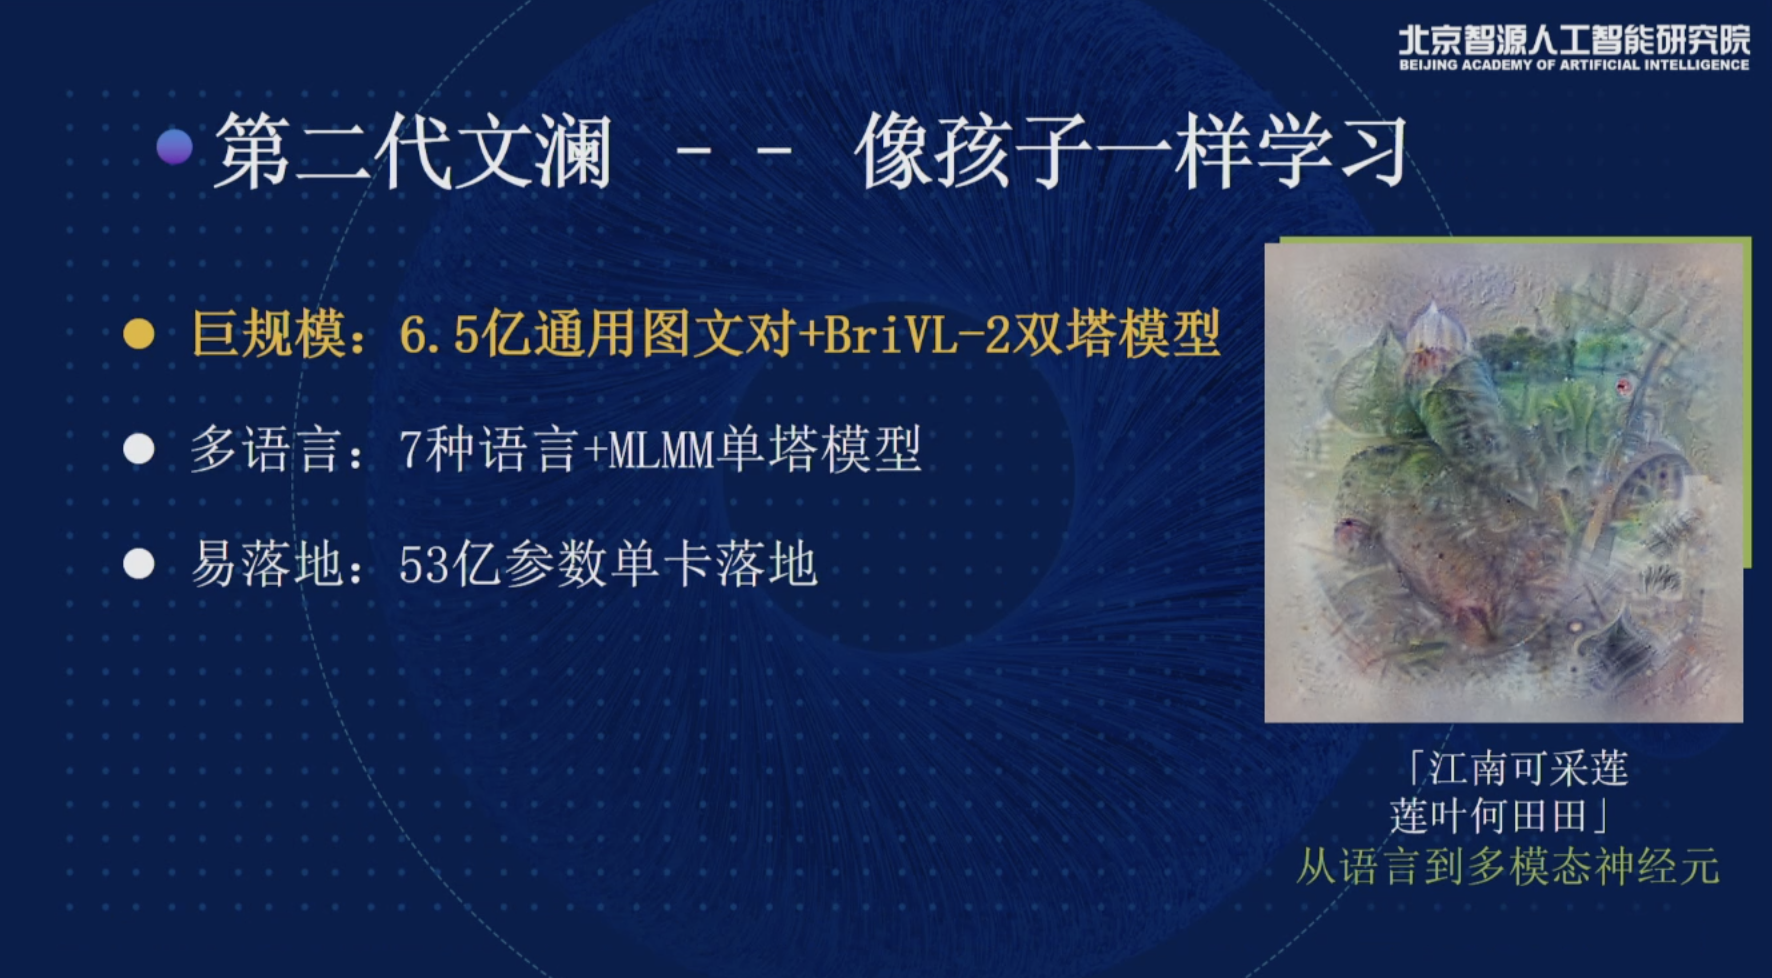 北京智源人工智能研究院
BEIJING ACADEMY OF ARTIFICIAL INTELLIGENCE
第二代文澜 -- 像孩子一样学习
巨规模：6.5亿通用图文对+BriVL-2双塔模型
多语言：7种语言+MLMM单塔模型
易落地：53亿参数单卡落地
「江南可采莲
莲叶何田田」
从语言到多模态神经元